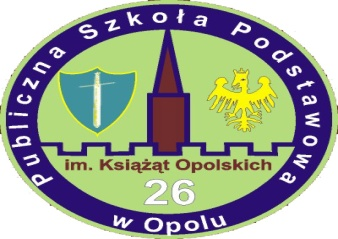 Publiczna Szkoła Podstawowa
im. Książąt Opolskich
26
w Opolu